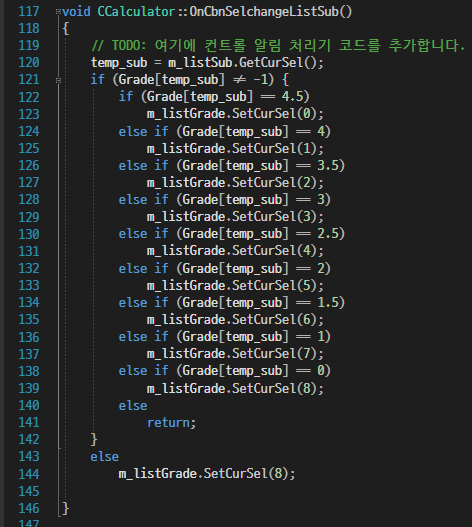 117 void CCalculator::OnCbnSelchangeListSub()
118 {
119 // TODO: 여기에 컨트롤 알림 처리기 코드를 추가합니다.
120 temp_sub = m_listSub.GetCurSel();
121 if (Grade[temp_sub] ≠ -1) {
122 if (Grade[temp_sub] == 4.5)
123 m_listGrade.SetCurSel(0);
124 else if (Grade[temp_sub] == 4)
125 m_listGrade.SetCurSel(1);
126 else if (Grade[temp_sub] == 3.5)
127 m_listGrade.SetCurSel(2);
128 else if (Grade[temp_sub] == 3)
129 m_listGrade.SetCurSel(3);
130 else if (Grade[temp_sub] == 2.5)
131 m_listGrade.SetCurSel(4);
132 else if (Grade[temp_sub] == 2)
133 m_listGrade.SetCurSel(5);
134 else if (Grade[temp_sub] == 1.5)
135 m_listGrade.SetCurSel(6);
136 else if (Grade[temp_sub] == 1)
137 m_listGrade.SetCurSel(7);
138 else if (Grade[temp_sub] == 0)
139 m_listGrade.SetCurSel(8);
140 else
141 return;
142 }
143 else
144 m_listGrade.SetCurSel(8);
145
146 }
147